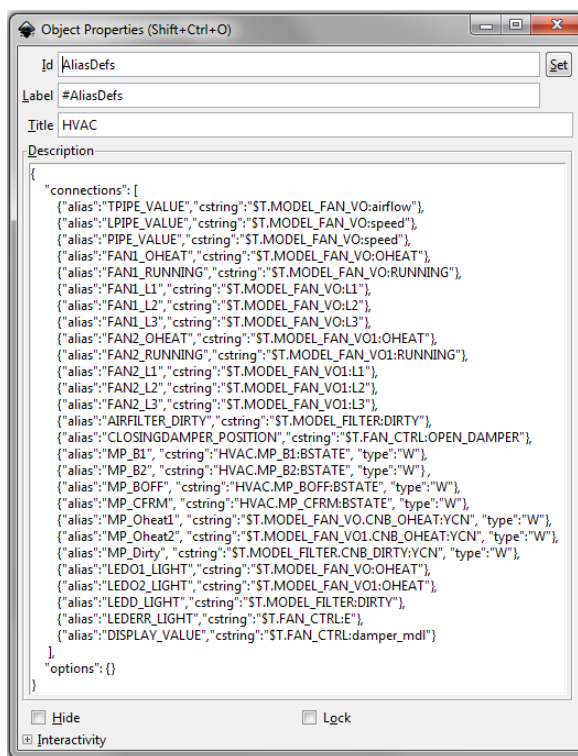 Object Properties (Shift+Ctrl+O)
Id AliasDefs Set
Label #AliasDefs
Title HVAC
Description
{
"connections": [
{"alias":"TPIPE_VALUE","cstring":"$T.MODEL_FAN_VO:airflow"},
{"alias":"LPIPE_VALUE","cstring":"$T.MODEL_FAN_VO:speed"},
{"alias":"PIPE_VALUE","cstring":"$T.MODEL_FAN_VO:speed"},
{"alias":"FAN1_OHEAT","cstring":"$T.MODEL_FAN_VO:OHEAT"},
{"alias":"FAN1_RUNNING","cstring":"$T.MODEL_FAN_VO:RUNNING"},
{"alias":"FAN1_L1","cstring":"$T.MODEL_FAN_VO:L1"},
{"alias":"FAN1_L2","cstring":"$T.MODEL_FAN_VO:L2"},
{"alias":"FAN1_L3","cstring":"$T.MODEL_FAN_VO:L3"},
{"alias":"FAN2_OHEAT","cstring":"$T.MODEL_FAN_VO1:OHEAT"},
{"alias":"FAN2_RUNNING","cstring":"$T.MODEL_FAN_VO1:RUNNING"},
{"alias":"FAN2_L1","cstring":"$T.MODEL_FAN_VO1:L1"},
{"alias":"FAN2_L2","cstring":"$T.MODEL_FAN_VO1:L2"},
{"alias":"FAN2_L3","cstring":"$T.MODEL_FAN_VO1:L3"},
{"alias":"AIRFILTER_DIRTY","cstring":"$T.MODEL_FILTER:DIRTY"},
{"alias":"CLOSINGDAMPER_POSITION","cstring":"$T.FAN_CTRL:OPEN_DAMPER"},
{"alias":"MP_B1", "cstring":"HVAC.MP_B1:BSTATE", "type":"W"},
{"alias":"MP_B2", "cstring":"HVAC.MP_B2:BSTATE", "type":"W"} ,
{"alias":"MP_BOFF", "cstring":"HVAC.MP_BOFF:BSTATE", "type":"W"},
{"alias":"MP_CFRM", "cstring":"HVAC.MP_CFRM:BSTATE", "type":"W"},
{"alias":"MP_Oheat1", "cstring":"$T.MODEL_FAN_VO.CNB_OHEAT:YCN", "type":"W"},
{"alias":"MP_Oheat2", "cstring":"$T.MODEL_FAN_VO1.CNB_OHEAT:YCN", "type":"W"},
{"alias":"MP_Dirty", "cstring":"$T.MODEL_FILTER.CNB_DIRTY:YCN", "type":"W"},
{"alias":"LEDO1_LIGHT","cstring":"$T.MODEL_FAN_VO:OHEAT"},
{"alias":"LEDO2_LIGHT","cstring":"$T.MODEL_FAN_VO1:OHEAT"},
{"alias":"LEDD_LIGHT","cstring":"$T.MODEL_FILTER:DIRTY"},
{"alias":"LEDERR_LIGHT","cstring":"$T.FAN_CTRL:E"},
{"alias":"DISPLAY_VALUE","cstring":"$T.FAN_CTRL:damper_mdl"}
],
"options": {}
}
Hide Lock
Interactivity